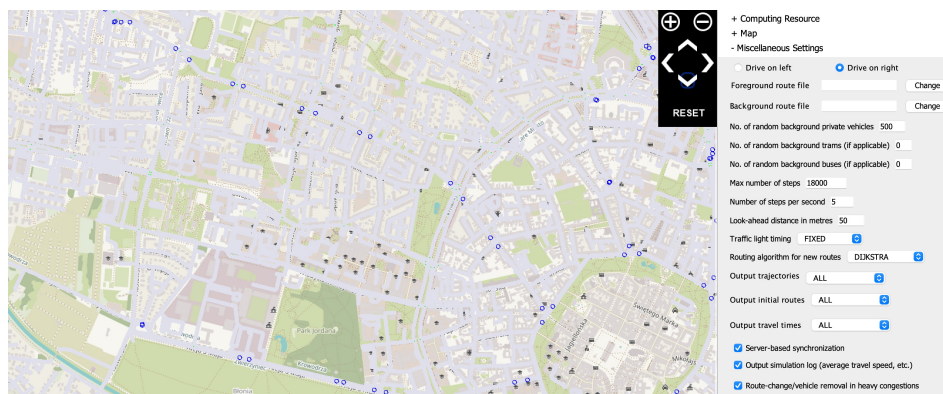 RESET
Park Jordana
Jagiellońska
Świętego Marka
Mikołajs
Błonia
+ Computing Resource
+ Map
- Miscellaneous Settings
Drive on left
Drive on right
Foreground route file
Change
Background route file
Change
No. of random background private vehicles 500
No. of random background trams (if applicable) 0
No. of random background buses (if applicable) 0
Max number of steps 18000
Number of steps per second 5
Look-ahead distance in metres 50
Traffic light timing FIXED
Routing algorithm for new routes DIJKSTRA
Output trajectories ALL
Output initial routes ALL
Output travel times ALL
Server-based synchronization
Output simulation log (average travel speed, etc.)
Route-change/vehicle removal in heavy congestions